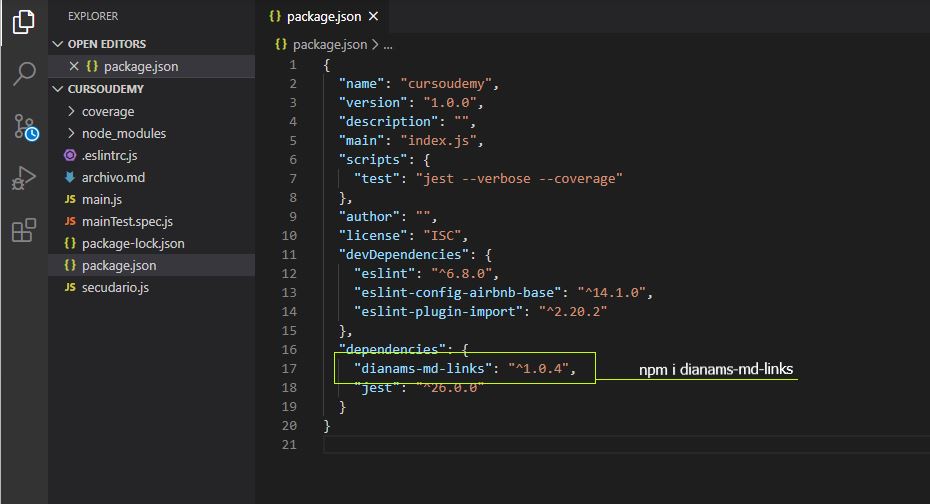 EXPLORER
OPEN EDITORS
package.json
CURSOUDEMY
coverage
node_modules
.eslintrc.js
archivo.md
JS main.js
JS mainTest.spec.js
{} package-lock.json
{} package.json
JS secudario.js
{} package.json
{} package.json > ...
1 {
2 "name": "cursoudemy",
3 "version": "1.0.0",
4 "description": "",
5 "main": "index.js",
6 "scripts": {
7 "test": "jest --verbose --coverage"
8 },
9 "author": "",
10 "license": "ISC",
11 "devDependencies": {
12 "eslint": "^6.8.0",
13 "eslint-config-airbnb-base": "^14.1.0",
14 "eslint-plugin-import": "^2.20.2"
15 },
16 "dependencies": {
17 "dianams-md-links": "^1.0.4",
18 "jest": "^26.0.0"
19 }
20 }
21
npm i dianams-md-links